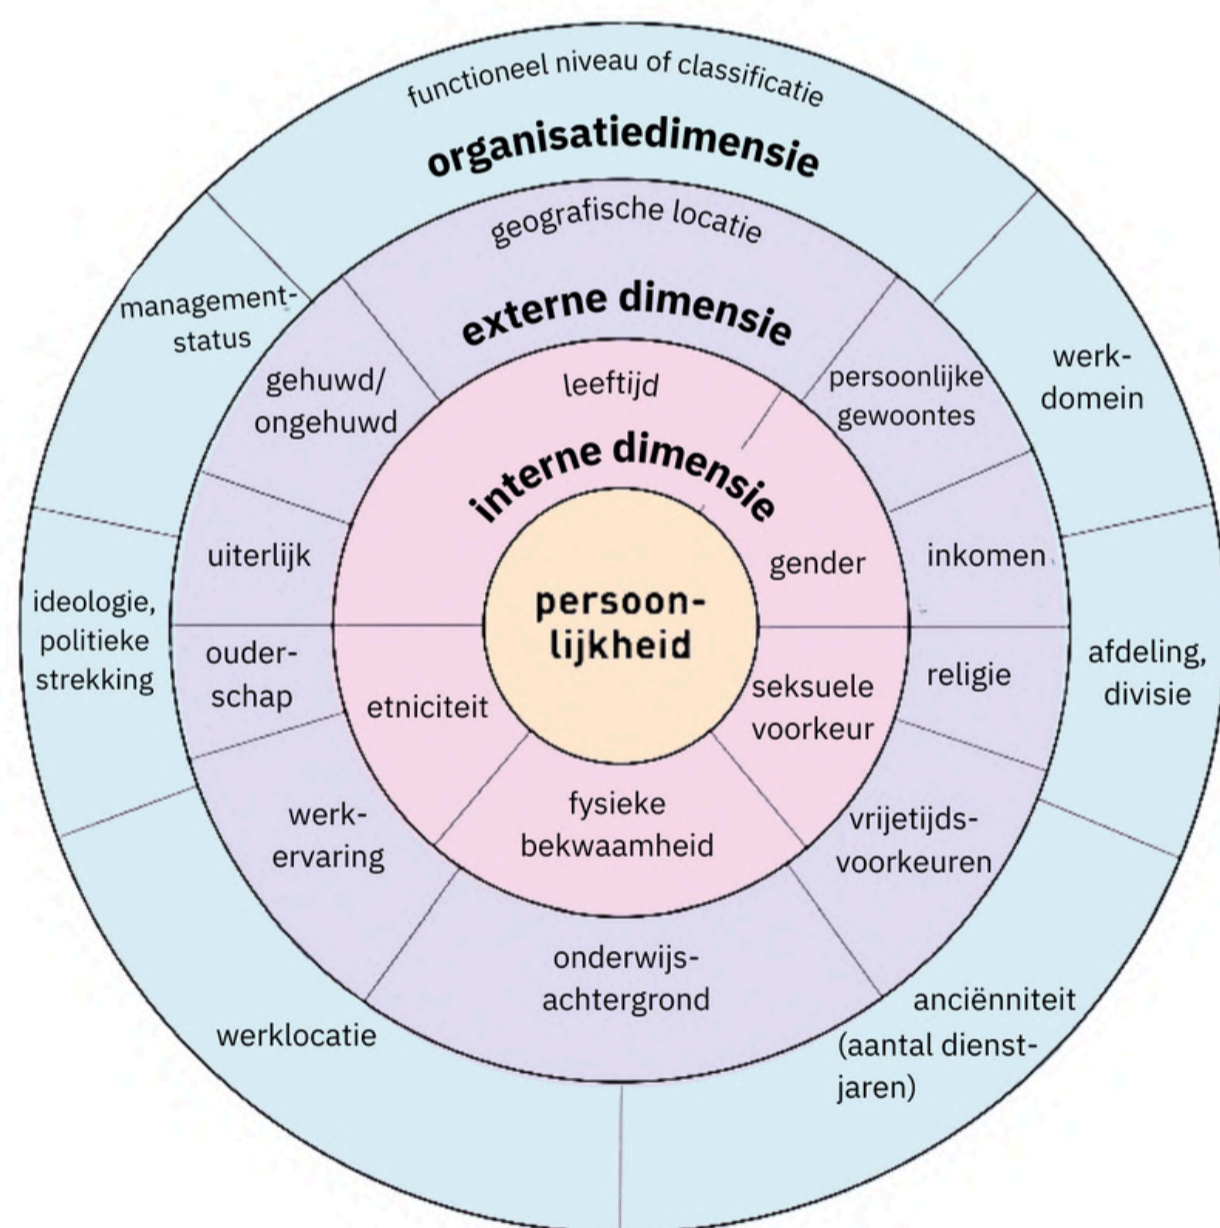 functioneel niveau of classificatie
organisatiedimensie
geografische locatie
externe dimensie
leeftijd
interne dimensie
persoon-
lijkheid
management-
status
gehuwd/
ongehuwd
persoonlijke
gewoontes
werk-
domein
uiterlijk
gender
inkomen
ideologie,
politieke
strekking
ouder-
schap
etniciteit
seksuele
voorkeur
religie
afdeling,
divisie
werk-
ervaring
fysieke
bekwaamheid
vrijetijds-
voorkeuren
onderwijs-
achtergrond
werklocatie
anciënniteit
(aantal dienst-
jaren)